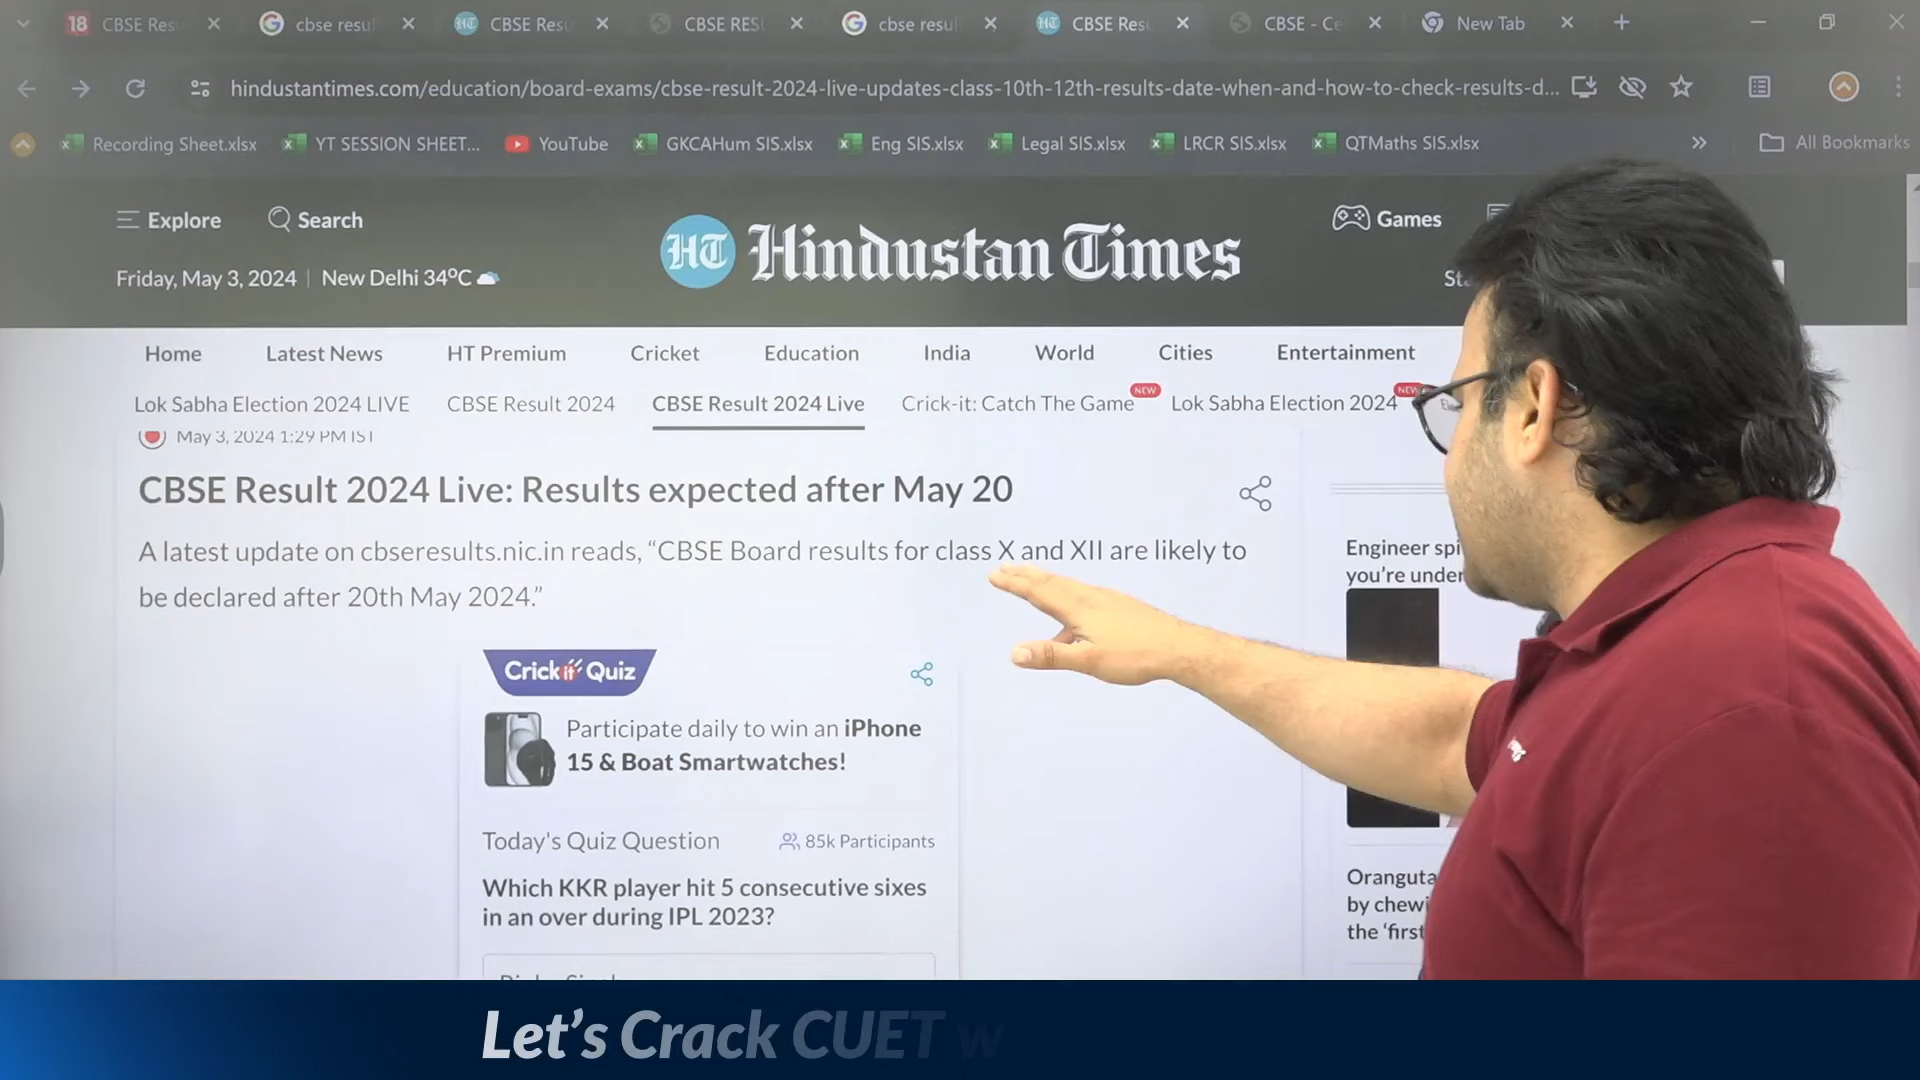 18 CBSE Res
cbse resul
HT CBSE Resu
CBSE RESU
cbse resul
HT CBSE Resu
CBSE - Ce
New Tab
hindustantimes.com/education/board-exams/cbse-result-2024-live-updates-class-10th-12th-results-date-when-and-how-to-check-results-d...
Recording Sheet.xlsx
YT SESSION SHEET...
YouTube
GKCAHum SIS.xlsx
Eng SIS.xlsx
Legal SIS.xlsx
LRCR SIS.xlsx
QTMaths SIS.xlsx
»
All Bookmarks
Explore
Search
HT Hindustan Times
Games
Friday, May 3, 2024 | New Delhi 34°C
Home Latest News HT Premium Cricket Education India World Cities Entertainment
Lok Sabha Election 2024 LIVE CBSE Result 2024 CBSE Result 2024 Live Crick-it: Catch The Game NEW Lok Sabha Election 2024 NEW
May 3, 2024 1:29 PM IST
CBSE Result 2024 Live: Results expected after May 20
A latest update on cbseresults.nic.in reads, “CBSE Board results for class X and XII are likely to
be declared after 20th May 2024.”
Engineer spi
you’re under
Crick it Quiz
Participate daily to win an iPhone
15 & Boat Smartwatches!
Today's Quiz Question
85k Participants
Which KKR player hit 5 consecutive sixes
in an over during IPL 2023?
Oranguta
by chewi
the ‘first
Let’s Crack CUET w